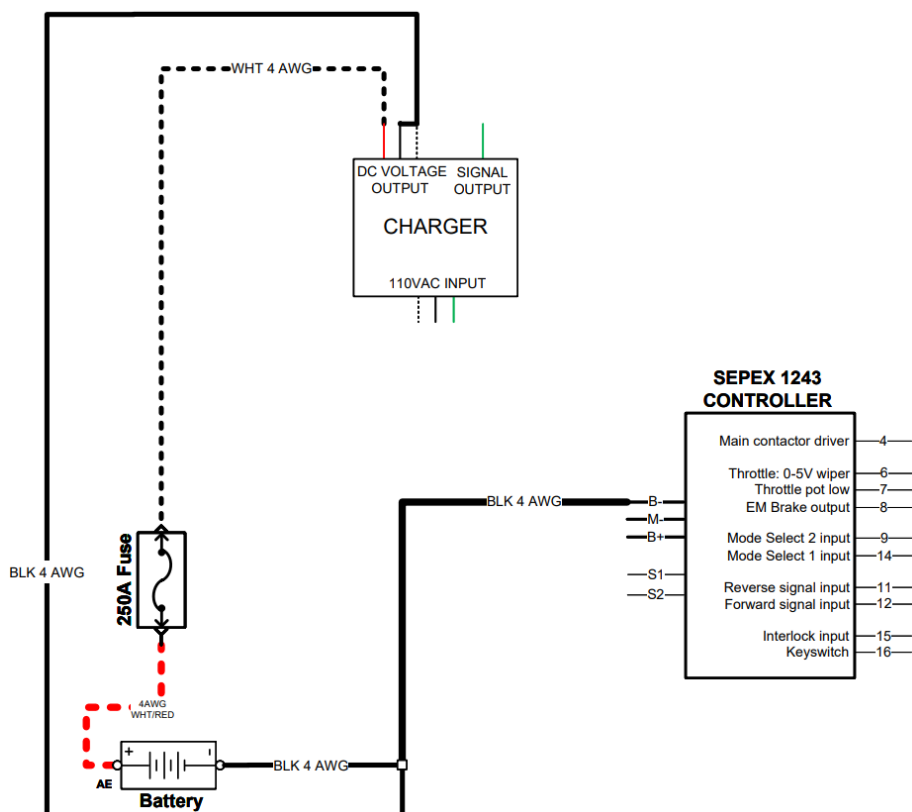 WHT 4 AWG
DC VOLTAGE
OUTPUT
SIGNAL
OUTPUT
CHARGER
110VAC INPUT
SEPEX 1243
CONTROLLER
Main contactor driver
4
Throttle: 0-5V wiper
6
Throttle pot low
7
EM Brake output
8
Mode Select 2 input
9
Mode Select 1 input
14
Reverse signal input
11
Forward signal input
12
Interlock input
15
Keyswitch
16
BLK 4 AWG
B-
M-
B+
S1
S2
BLK 4 AWG
250A Fuse
4AWG
WHT/RED
+
-
AE
Battery
BLK 4 AWG